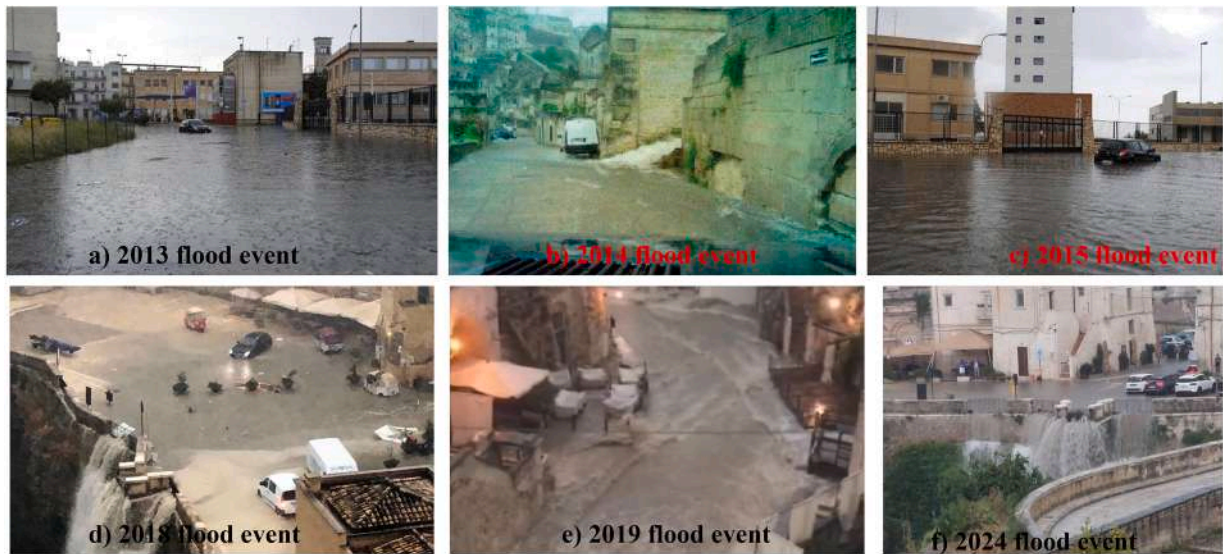 a) 2013 flood event
b) 2014 flood event
c) 2015 flood event
d) 2018 flood event
e) 2019 flood event
f) 2024 flood event